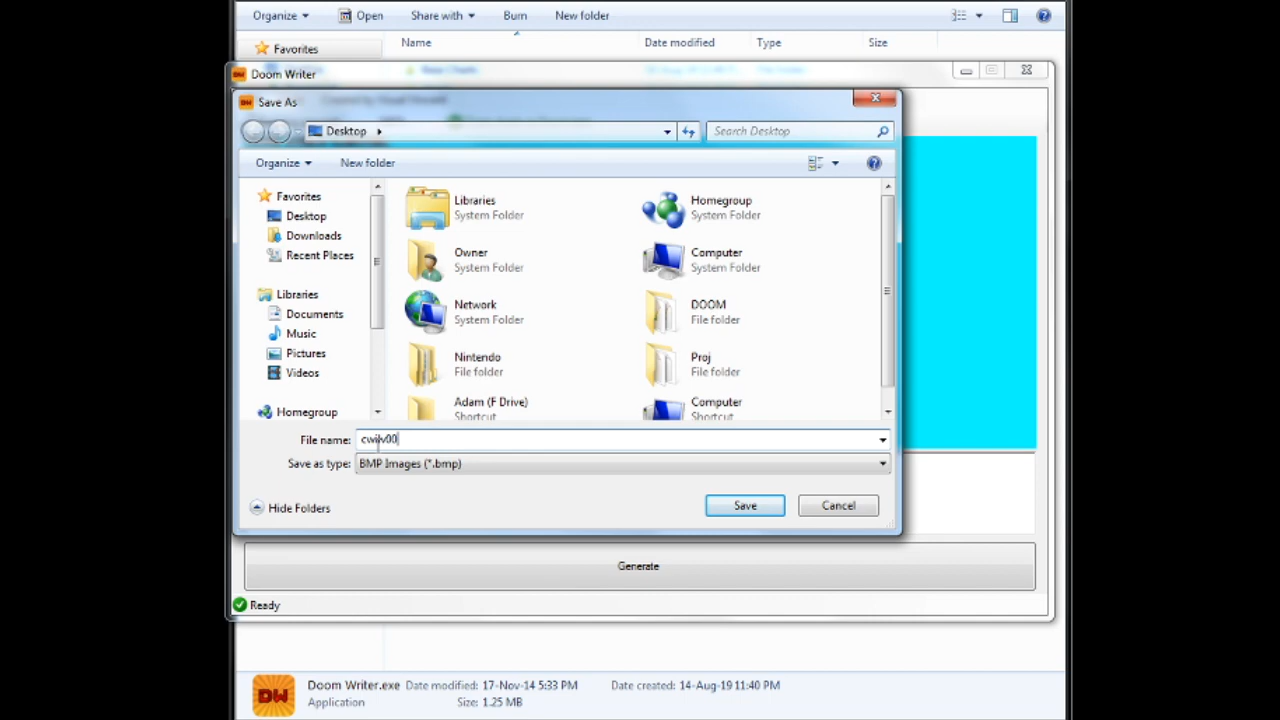 Organize Open Share with Burn New folder
Name Date modified Type Size
Favorites
Doom Writer
Save As
Desktop Search Desktop
Organize New folder
Favorites
Desktop
Downloads
Recent Places
Libraries
Documents
Music
Pictures
Videos
Homegroup
Libraries
System Folder
Homegroup
System Folder
Owner
System Folder
Computer
System Folder
Network
System Folder
DOOM
File folder
Nintendo
File folder
Proj
File folder
Adam (F Drive)
Shortcut
Computer
Shortcut
File name:
Save as type: BMP Images (*.bmp)
Hide Folders Save Cancel
Generate
Ready
DW
Doom Writer.exe Date modified: 17-Nov-14 5:33 PM Date created: 14-Aug-19 11:40 PM
Application Size: 1.25 MB